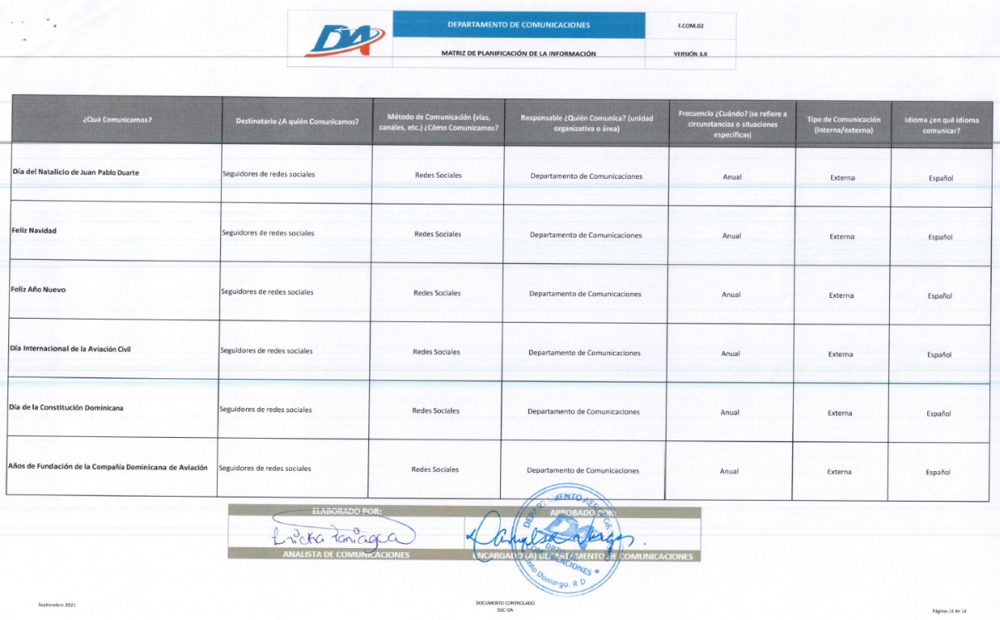 DA
DEPARTAMENTO DE COMUNICACIONES
F.COM.02
MATRIZ DE PLANIFICACIÓN DE LA INFORMACIÓN
VERSIÓN 3.0
¿Qué Comunicamos?
Destinatario ¿A quién Comunicamos?
Método de Comunicación (vías,
canales, etc.) ¿Cómo Comunicamos?
Responsable ¿Quién Comunica? (unidad
organizativa o área)
Frecuencia ¿Cuándo? (se refiere a
circunstancias o situaciones
específicas)
Tipo de Comunicación
(Interna/externa)
Idioma ¿en qué idioma
comunicar?
Día del Natalicio de Juan Pablo Duarte
Seguidores de redes sociales
Redes Sociales
Departamento de Comunicaciones
Anual
Externa
Español
Feliz Navidad
Seguidores de redes sociales
Redes Sociales
Departamento de Comunicaciones
Anual
Externa
Español
Feliz Año Nuevo
Seguidores de redes sociales
Redes Sociales
Departamento de Comunicaciones
Anual
Externa
Español
Día Internacional de la Aviación Civil
Seguidores de redes sociales
Redes Sociales
Departamento de Comunicaciones
Anual
Externa
Español
Día de la Constitución Dominicana
Seguidores de redes sociales
Redes Sociales
Departamento de Comunicaciones
Anual
Externa
Español
Años de Fundación de la Compañía Dominicana de Aviación
Seguidores de redes sociales
Redes Sociales
Departamento de Comunicaciones
Anual
Externa
Español
ELABORADO POR:
Ericka Paniagua
ANALISTA DE COMUNICACIONES
APROBADO POR:
Vargas
ENCARGADO (A) DEPARTAMENTO DE COMUNICACIONES
DEPARTAMENTO AEROPOR
DA
DPTO. DE
COMUNICACIONES
Santo Domingo, R D
Septiembre 2021
DOCUMENTO CONTROLADO
SGC-DA
Páginas 14 de 14